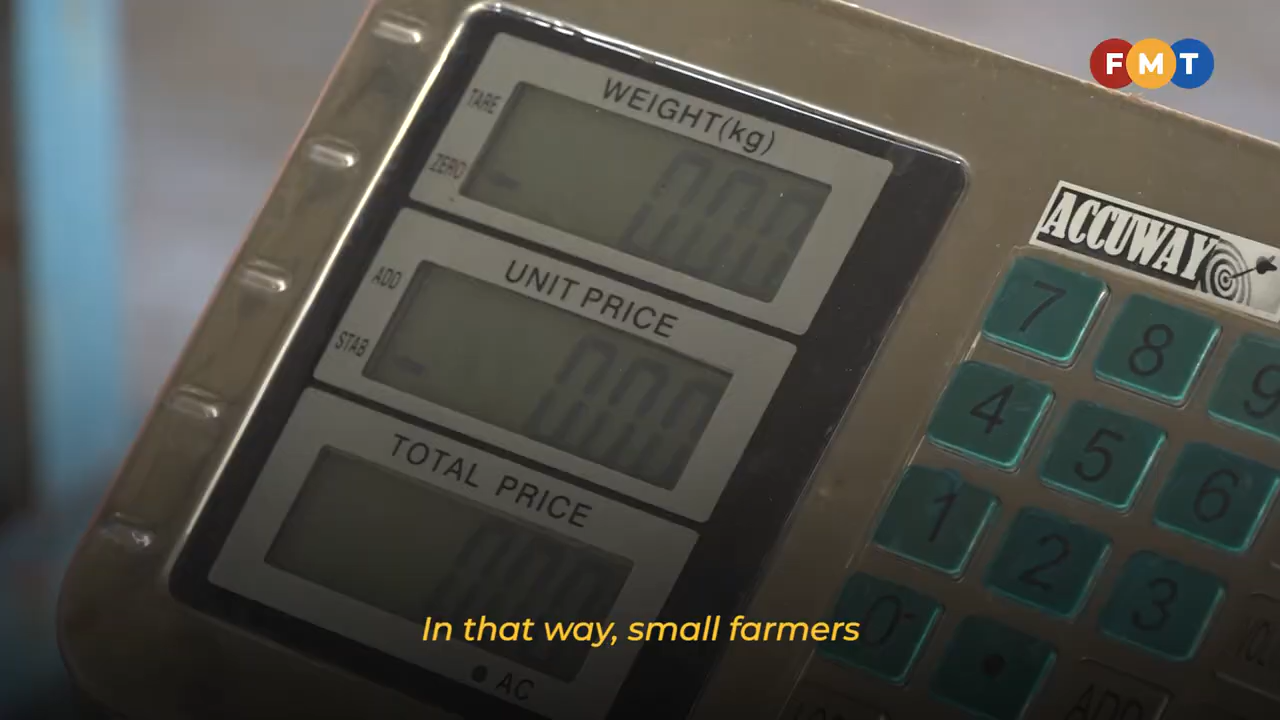 FMT
WEIGHT(kg)
TARE
ZERO
0.00
UNIT PRICE
ADD
STAB
0.00
TOTAL PRICE
0.00
AC
ACCUWAY
7 8 9
4 5 6
1 2 3
0 .
ADD
In that way, small farmers